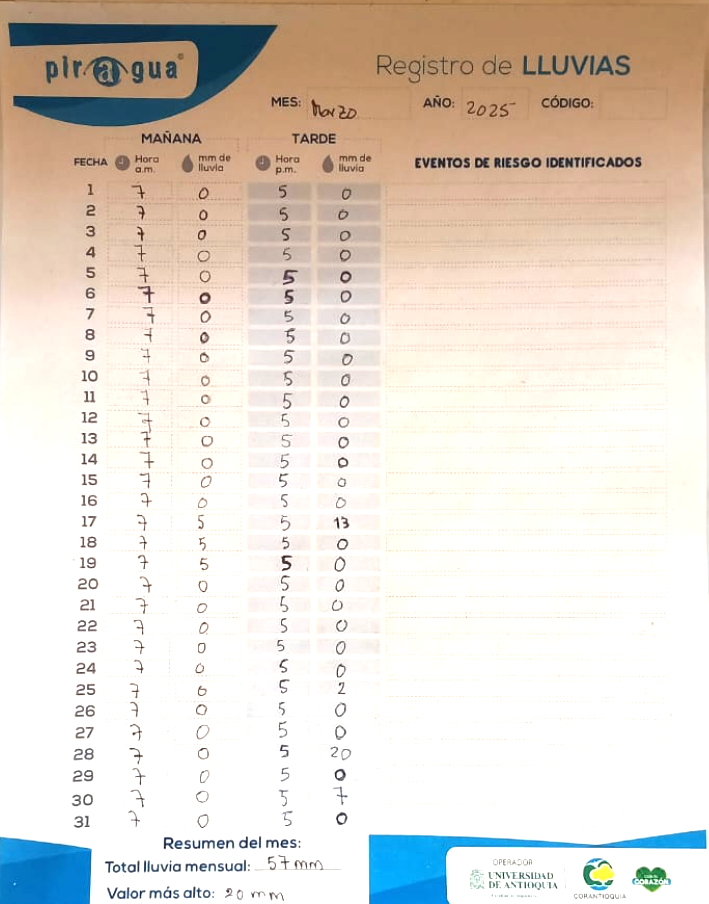 piragua®
Registro de LLUVIAS
MES: Marzo AÑO: 2025 CÓDIGO:
MAÑANA TARDE
FECHA Hora a.m. mm de lluvia Hora p.m. mm de lluvia EVENTOS DE RIESGO IDENTIFICADOS
1 7 0 5 0
2 7 0 5 0
3 7 0 5 0
4 7 0 5 0
5 7 0 5 0
6 7 0 5 0
7 7 0 5 0
8 7 0 5 0
9 7 0 5 0
10 7 0 5 0
11 7 0 5 0
12 7 0 5 0
13 7 0 5 0
14 7 0 5 0
15 7 0 5 0
16 7 0 5 0
17 7 5 5 13
18 7 5 5 0
19 7 5 5 0
20 7 0 5 0
21 7 0 5 0
22 7 0 5 0
23 7 0 5 0
24 7 0 5 0
25 7 0 5 2
26 7 0 5 0
27 7 0 5 0
28 7 0 5 20
29 7 0 5 0
30 7 0 5 7
31 7 0 5 0
Resumen del mes:
Total lluvia mensual: 57 mm
Valor más alto: 20 mm
OPERADOR
UNIVERSIDAD DE ANTIOQUIA
CORANTIOQUIA
CORAZÓN